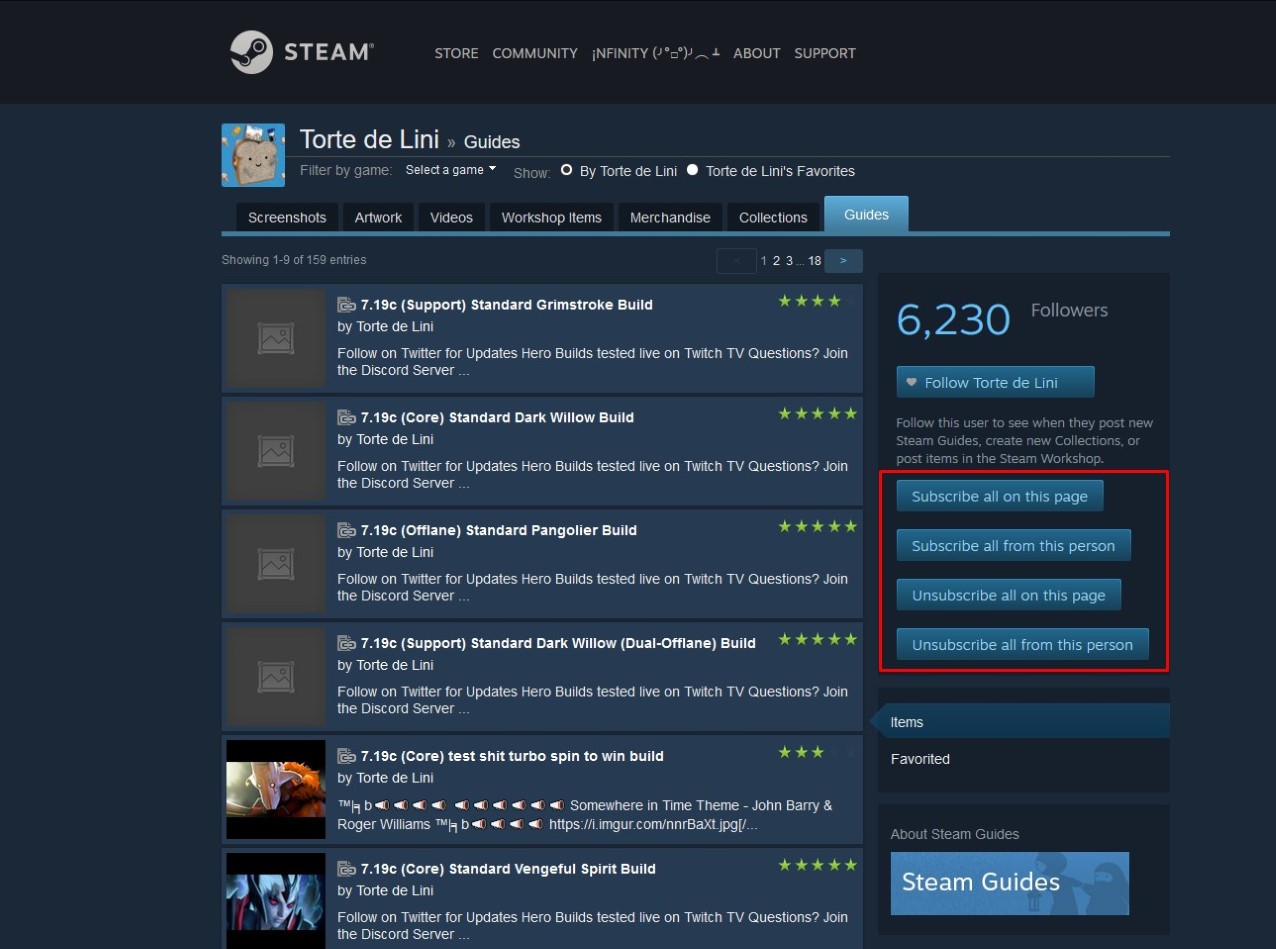 STEAM®
STORE COMMUNITY ¡NFINITY (╯°□°)╯︵ ┻ ABOUT SUPPORT
Torte de Lini » Guides
Filter by game: Select a game Show: By Torte de Lini Torte de Lini's Favorites
Screenshots Artwork Videos Workshop Items Merchandise Collections Guides
Showing 1-9 of 159 entries
< 1 2 3 ... 18 >
7.19c (Support) Standard Grimstroke Build
by Torte de Lini
Follow on Twitter for Updates Hero Builds tested live on Twitch TV Questions? Join
the Discord Server ...
7.19c (Core) Standard Dark Willow Build
by Torte de Lini
Follow on Twitter for Updates Hero Builds tested live on Twitch TV Questions? Join
the Discord Server ...
7.19c (Offlane) Standard Pangolier Build
by Torte de Lini
Follow on Twitter for Updates Hero Builds tested live on Twitch TV Questions? Join
the Discord Server ...
7.19c (Support) Standard Dark Willow (Dual-Offlane) Build
by Torte de Lini
Follow on Twitter for Updates Hero Builds tested live on Twitch TV Questions? Join
the Discord Server ...
7.19c (Core) test shit turbo spin to win build
by Torte de Lini
™╠╕b Somewhere in Time Theme - John Barry &
Roger Williams ™╠╕b https://i.imgur.com/nnrBaXt.jpg[/...
7.19c (Core) Standard Vengeful Spirit Build
by Torte de Lini
Follow on Twitter for Updates Hero Builds tested live on Twitch TV Questions? Join
the Discord Server ...
6,230 Followers
Follow Torte de Lini
Follow this user to see when they post new
Steam Guides, create new Collections, or
post items in the Steam Workshop.
Subscribe all on this page
Subscribe all from this person
Unsubscribe all on this page
Unsubscribe all from this person
Items
Favorited
About Steam Guides
Steam Guides